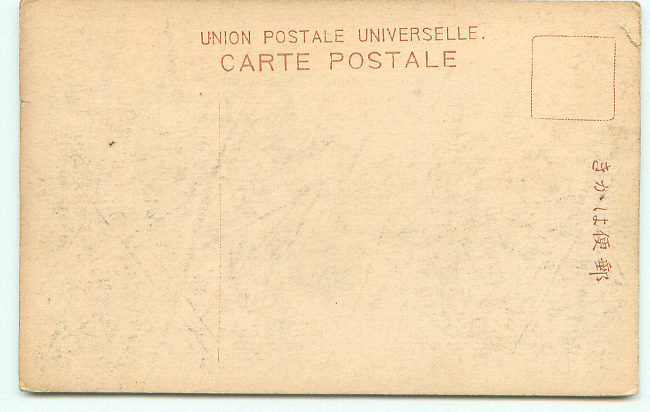 UNION POSTALE UNIVERSELLE.
CARTE POSTALE
郵便はかき